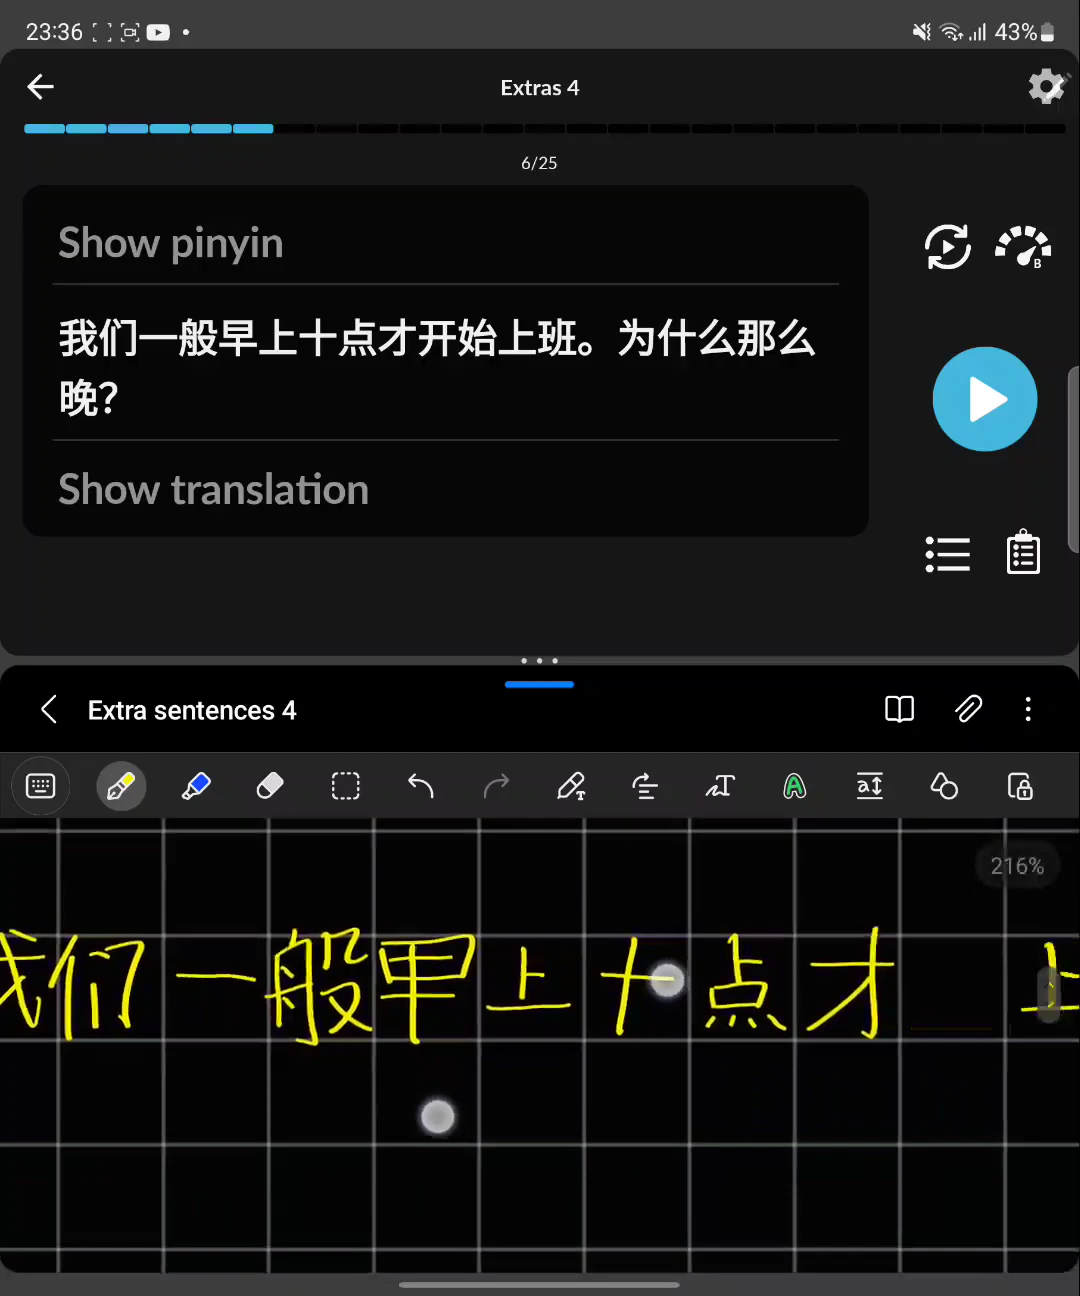 23:36
43%
Extras 4
6/25
Show pinyin
我们一般早上十点才开始上班。为什么那么
晚?
Show translation
B
Extra sentences 4
216%
我们一般早上十点才 上